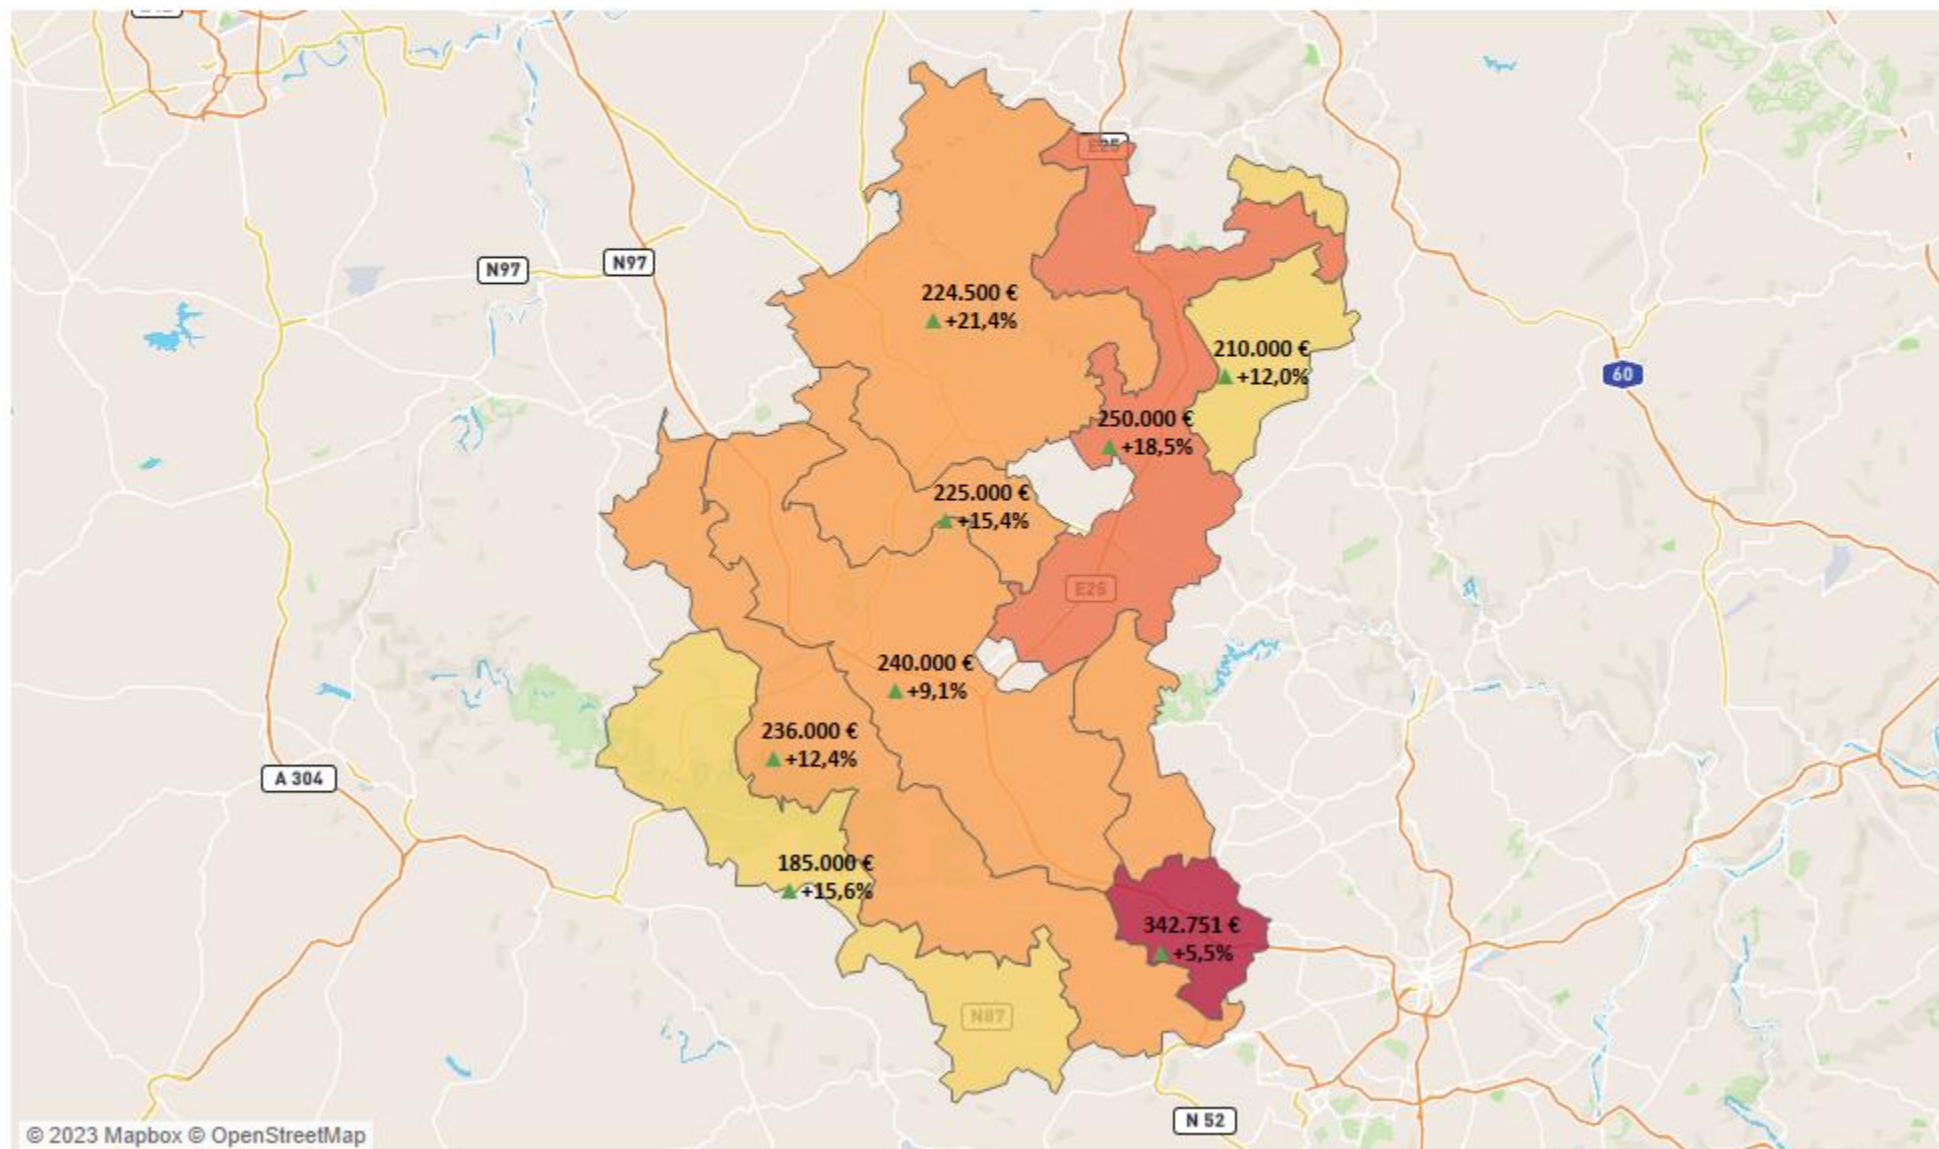 E25
N97
N97
224.500 €
▲ +21,4%
210.000 €
▲ +12,0%
60
250.000 €
▲ +18,5%
225.000 €
▲ +15,4%
E25
240.000 €
▲ +9,1%
236.000 €
▲ +12,4%
A 304
185.000 €
▲ +15,6%
342.751 €
▲ +5,5%
N87
N 52
© 2023 Mapbox © OpenStreetMap